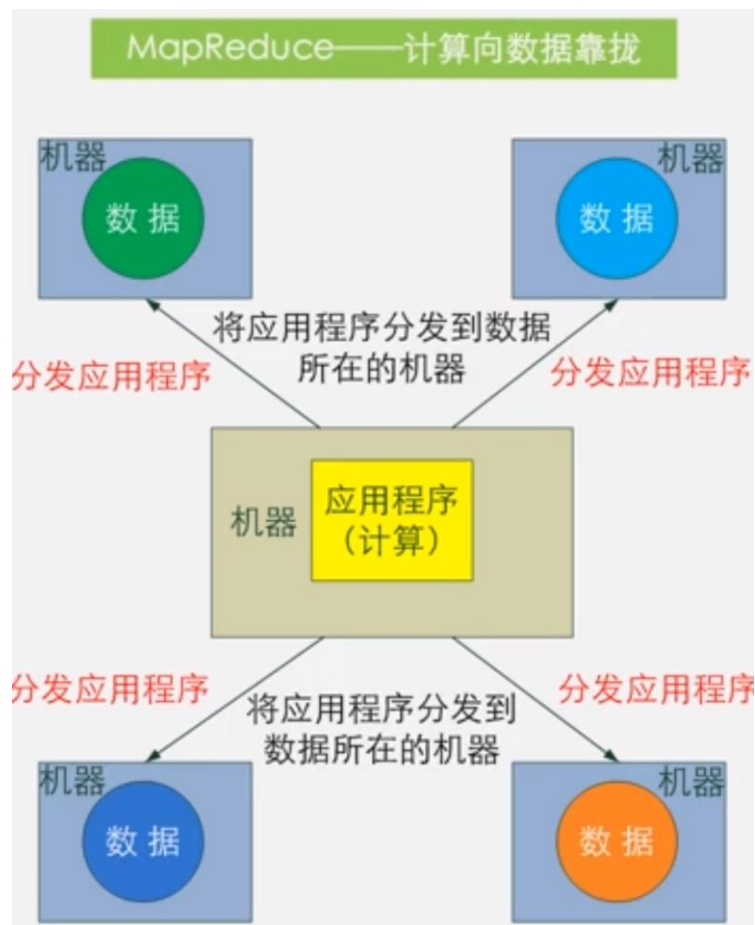 MapReduce——计算向数据靠拢
机器
数 据
机器
数 据
将应用程序分发到数据
所在的机器
分发应用程序
分发应用程序
机器
应用程序
（计算）
分发应用程序
分发应用程序
将应用程序分发到
数据所在的机器
机器
数 据
机器
数 据